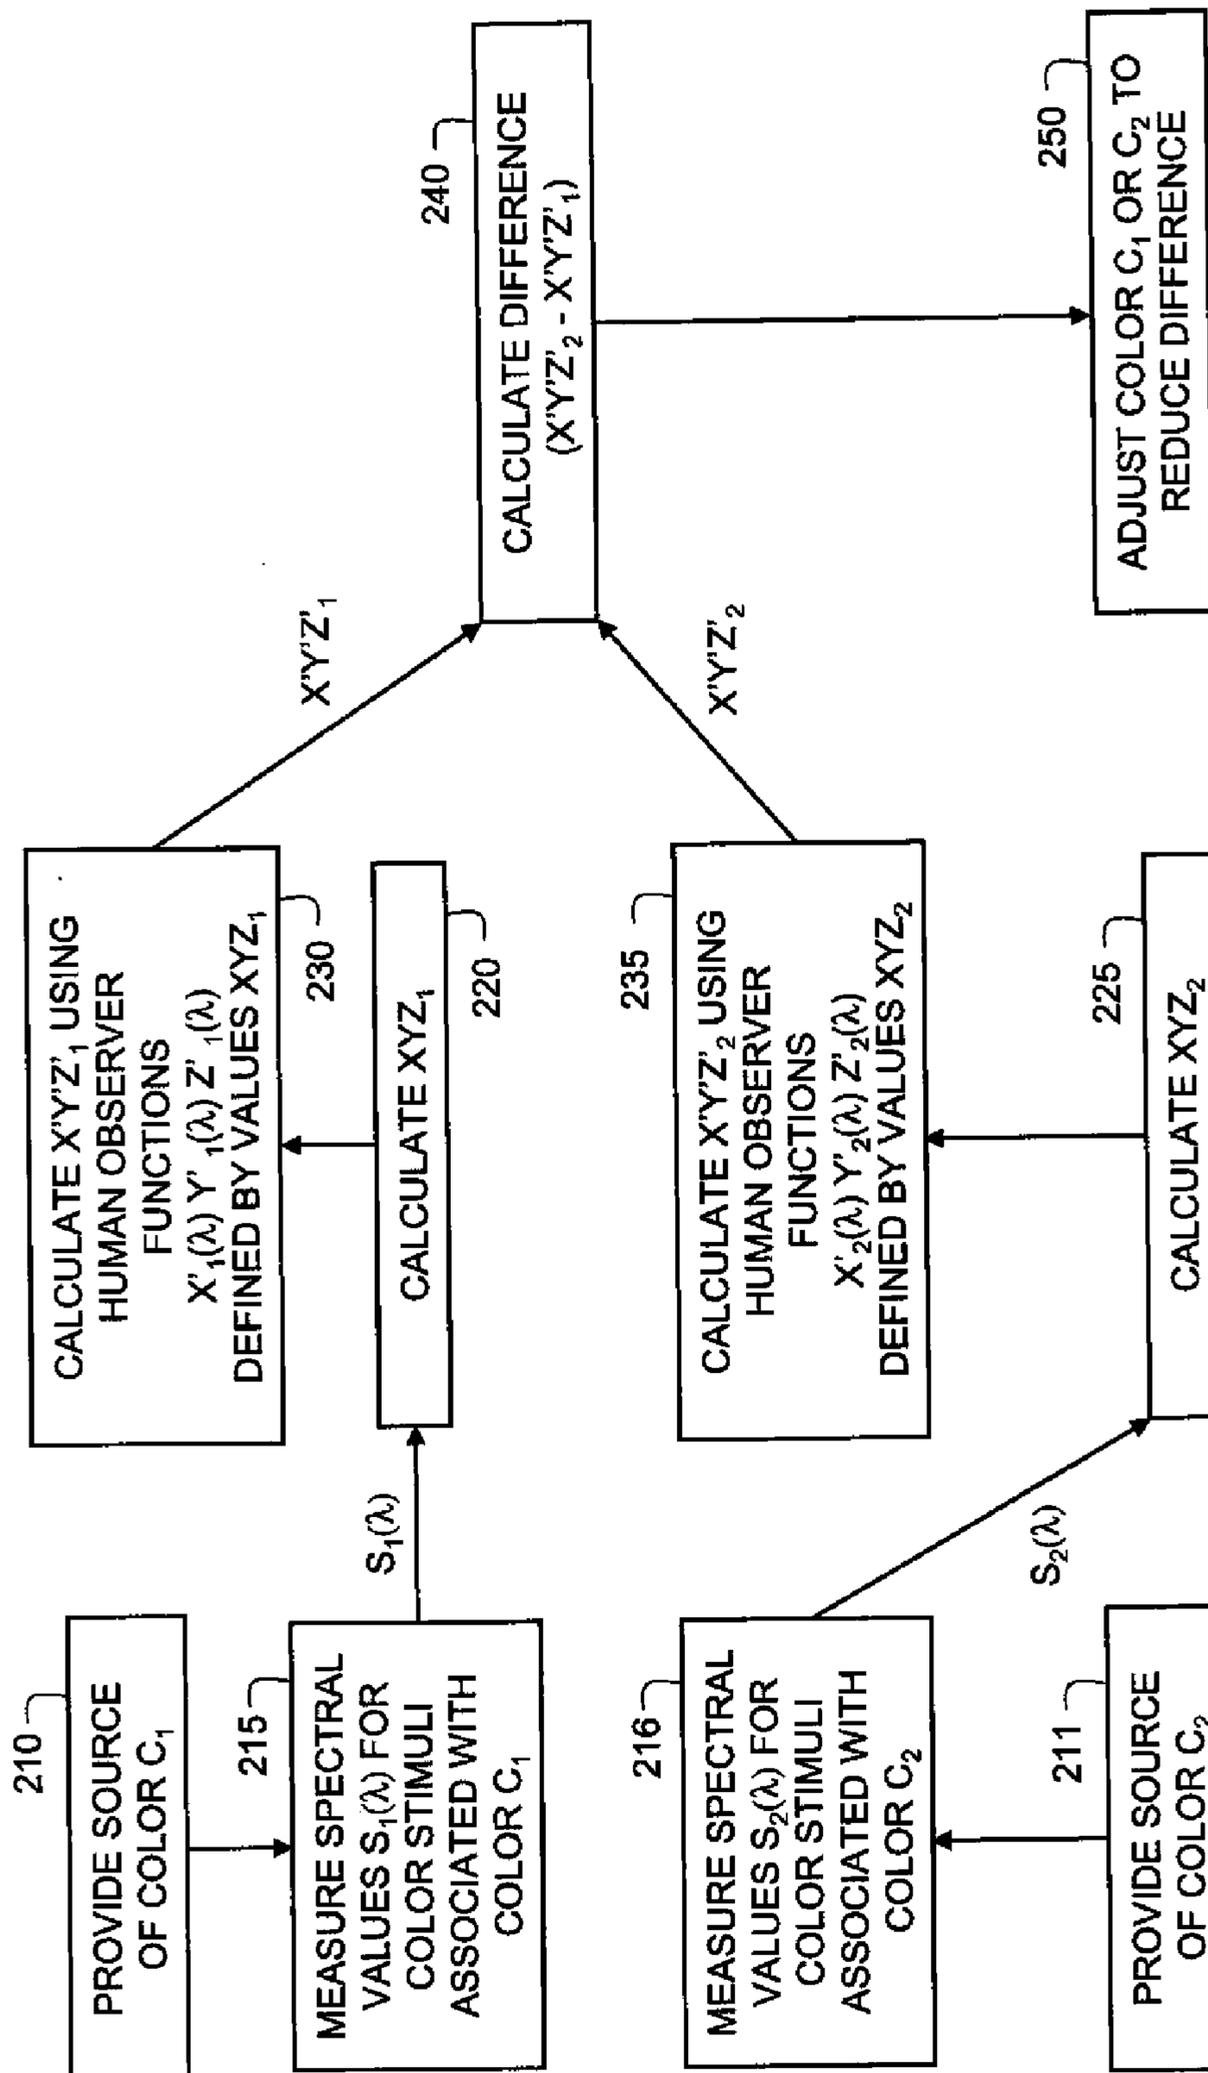 210
PROVIDE SOURCE
OF COLOR C₁
215
MEASURE SPECTRAL
VALUES S₁(λ) FOR
COLOR STIMULI
ASSOCIATED WITH
COLOR C₁
S₁(λ)
CALCULATE X'Y'Z'₁ USING
HUMAN OBSERVER
FUNCTIONS
X'₁(λ) Y'₁(λ) Z'₁(λ)
DEFINED BY VALUES XYZ₁
230
CALCULATE XYZ₁
220
X'Y'Z'₁
240
CALCULATE DIFFERENCE
(X'Y'Z'₂ - X'Y'Z'₁)
216
MEASURE SPECTRAL
VALUES S₂(λ) FOR
COLOR STIMULI
ASSOCIATED WITH
COLOR C₂
211
PROVIDE SOURCE
OF COLOR C₂
S₂(λ)
235
CALCULATE X'Y'Z'₂ USING
HUMAN OBSERVER
FUNCTIONS
X'₂(λ) Y'₂(λ) Z'₂(λ)
DEFINED BY VALUES XYZ₂
225
CALCULATE XYZ₂
X'Y'Z'₂
250
ADJUST COLOR C₁ OR C₂ TO
REDUCE DIFFERENCE